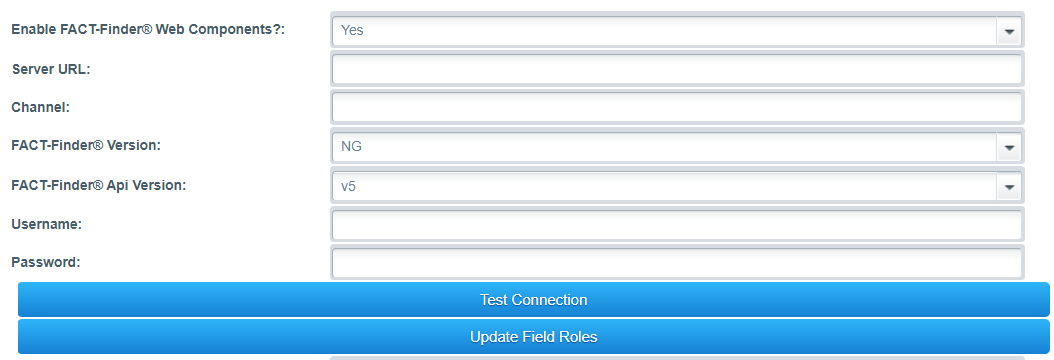 Enable FACT-Finder® Web Components?: Yes
Server URL:
Channel:
FACT-Finder® Version: NG
FACT-Finder® Api Version: v5
Username:
Password:
Test Connection
Update Field Roles